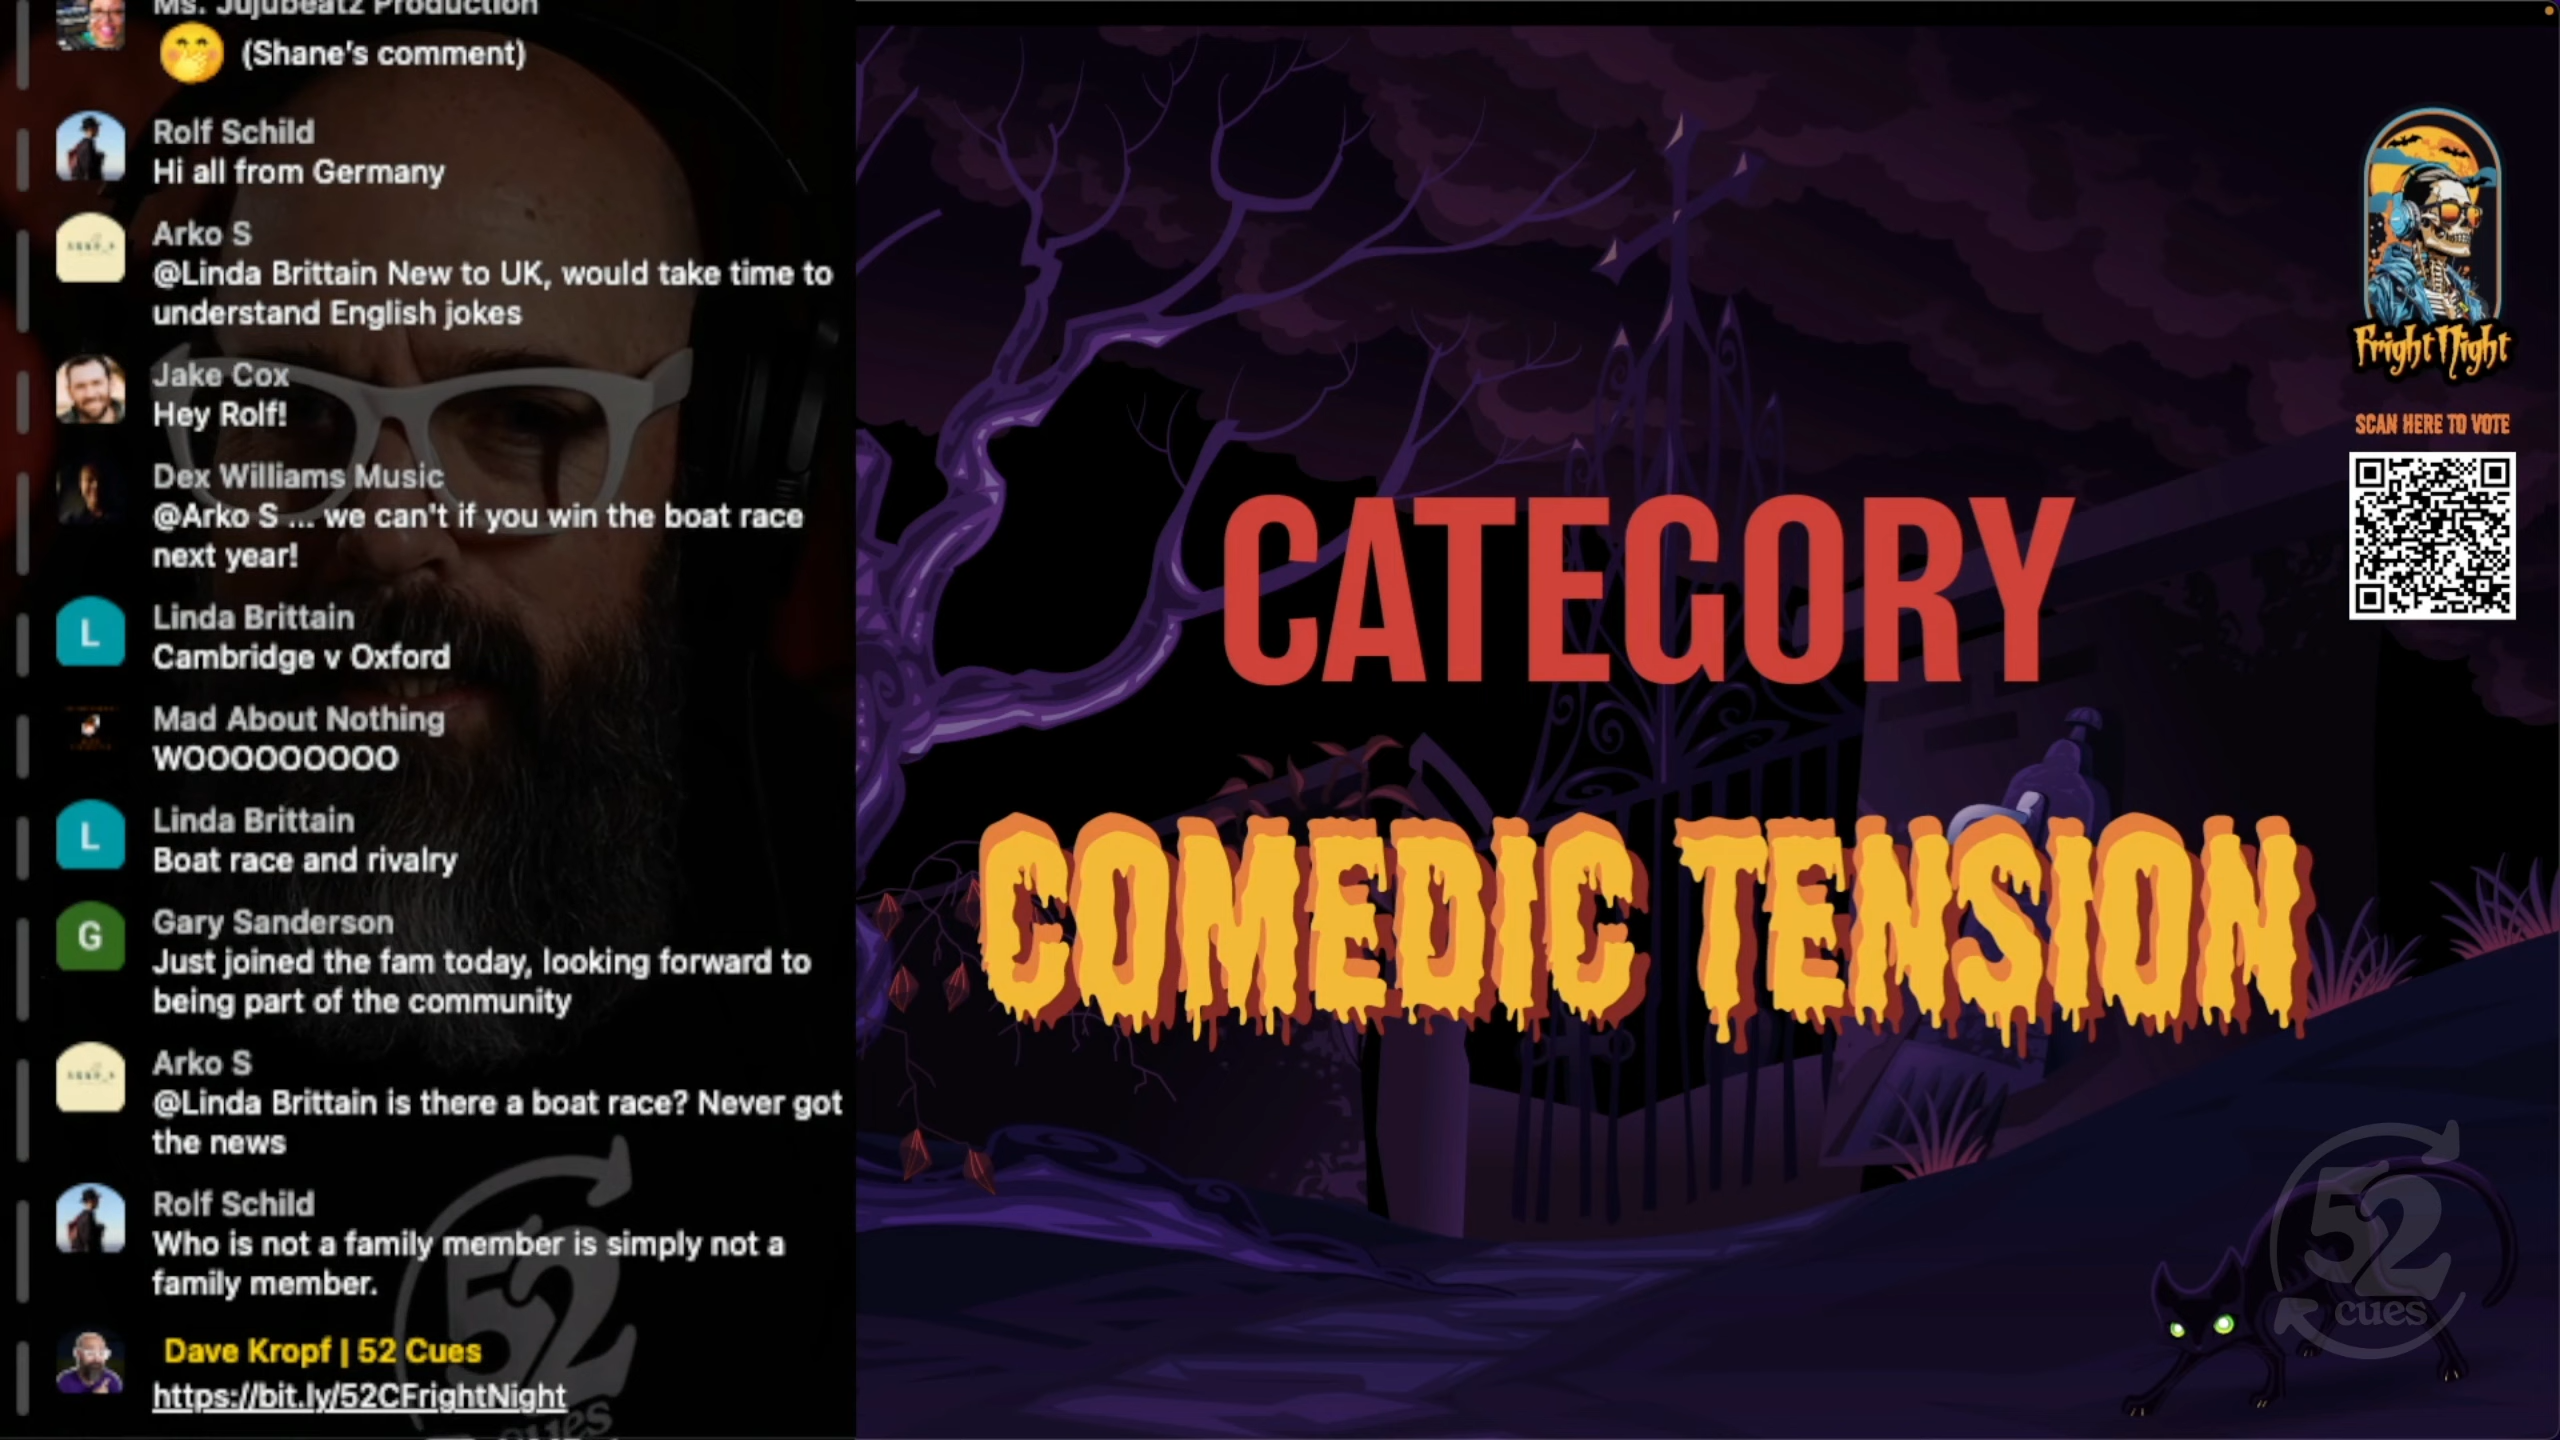 Ms. Jujubeatz Production
(Shane's comment)
Rolf Schild
Hi all from Germany
Arko S
@Linda Brittain New to UK, would take time to
understand English jokes
Jake Cox
Hey Rolf!
Dex Williams Music
@Arko S ... we can't if you win the boat race
next year!
L
Linda Brittain
Cambridge v Oxford
Mad About Nothing
WOOOOOOOOO
L
Linda Brittain
Boat race and rivalry
G
Gary Sanderson
Just joined the fam today, looking forward to
being part of the community
Arko S
@Linda Brittain is there a boat race? Never got
the news
Rolf Schild
Who is not a family member is simply not a
family member.
Dave Kropf | 52 Cues
https://bit.ly/52CFrightNight
52
cues
Fright Night
SCAN HERE TO VOTE
CATEGORY
COMEDIC TENSION
52
cues